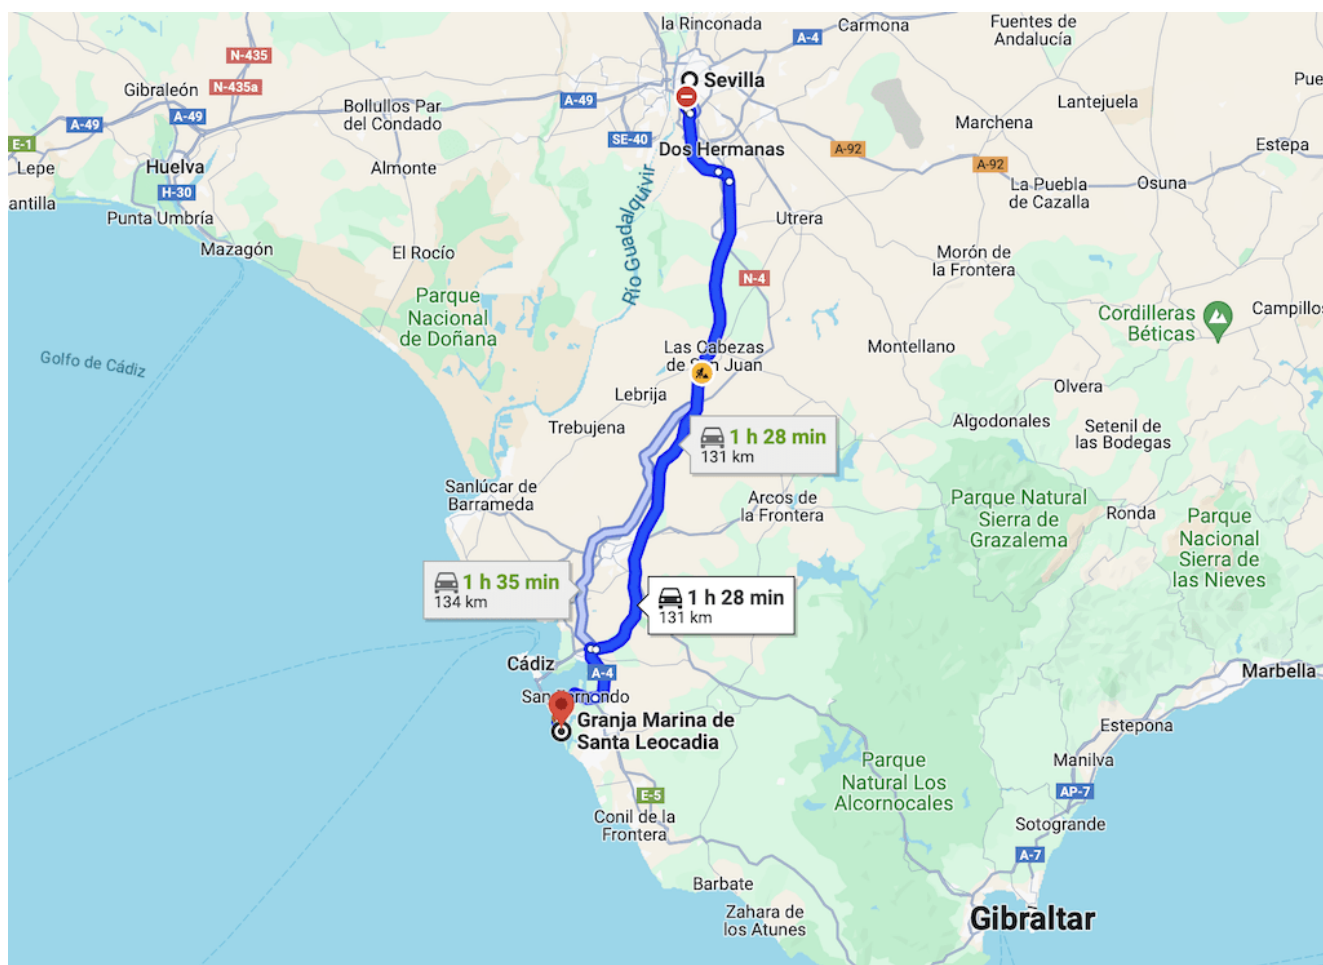 la Rinconada
Carmona
Fuentes de
Andalucía
A-4
N-435
N-435a
Gibraleón
A-49
Sevilla
Pue
Bollullos Par
del Condado
Lantejuela
A-49
A-49
Marchena
SE-40
E-1
Dos Hermanas
A-92
Estepa
Lepe
Huelva
Almonte
A-92
Osuna
La Puebla
de Cazalla
H-30
antilla
Punta Umbría
Utrera
Río Guadalquivir
Mazagón
El Rocío
Morón de
la Frontera
N-4
Parque
Nacional
de Doñana
Cordilleras
Béticas
Campillos
Golfo de Cádiz
Las Cabezas
de San Juan
Montellano
Lebrija
Olvera
Trebujena
Algodonales
Setenil de
las Bodegas
1 h 28 min
131 km
Sanlúcar de
Barrameda
Arcos de
la Frontera
Parque Natural
Sierra de
Grazalema
Ronda
Parque
Nacional
Sierra de
las Nieves
1 h 35 min
134 km
1 h 28 min
131 km
Cádiz
A-4
Marbella
San Fernando
Granja Marina de
Santa Leocadia
Estepona
Parque
Natural Los
Alcornocales
Manilva
E-5
AP-7
Conil de la
Frontera
Sotogrande
A-7
Barbate
Zahara de
los Atunes
Gibraltar